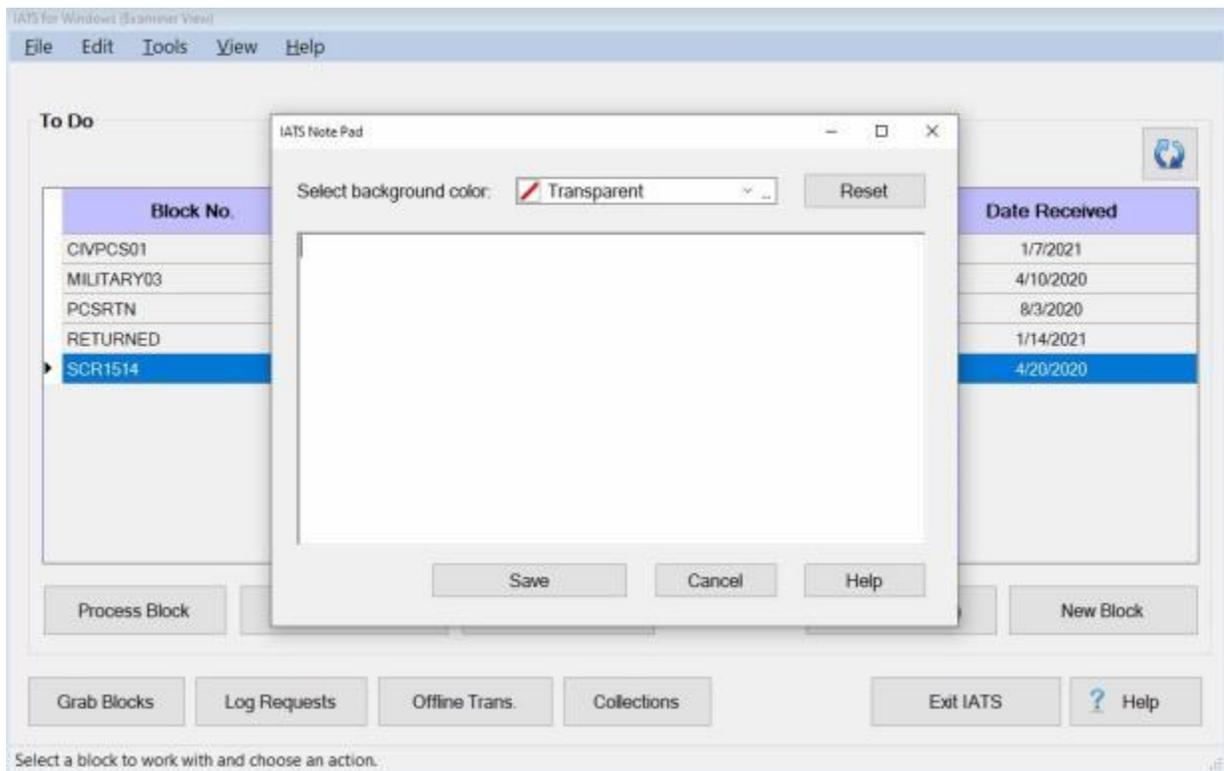 IATS for Windows (Examiner View)
File Edit Tools View Help
To Do
IATS Note Pad
Select background color: Transparent .. Reset
Block No. Date Received
CIVPCS01 1/7/2021
MILITARY03 4/10/2020
PCSRTN 8/3/2020
RETURNED 1/14/2021
SCR1514 4/20/2020
Save Cancel Help
Process Block New Block
Grab Blocks Log Requests Offline Trans. Collections Exit IATS ? Help
Select a block to work with and choose an action.